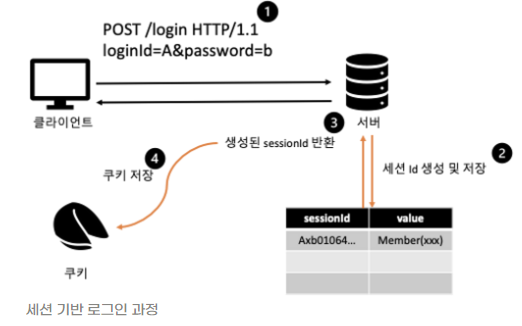 1
POST /login HTTP/1.1
loginId=A&password=b
클라이언트
3
서버
4
생성된 sessionId 반환
2
쿠키 저장
세션 Id 생성 및 저장
sessionId value
Axb01064... Member(xxx)
쿠키
세션 기반 로그인 과정